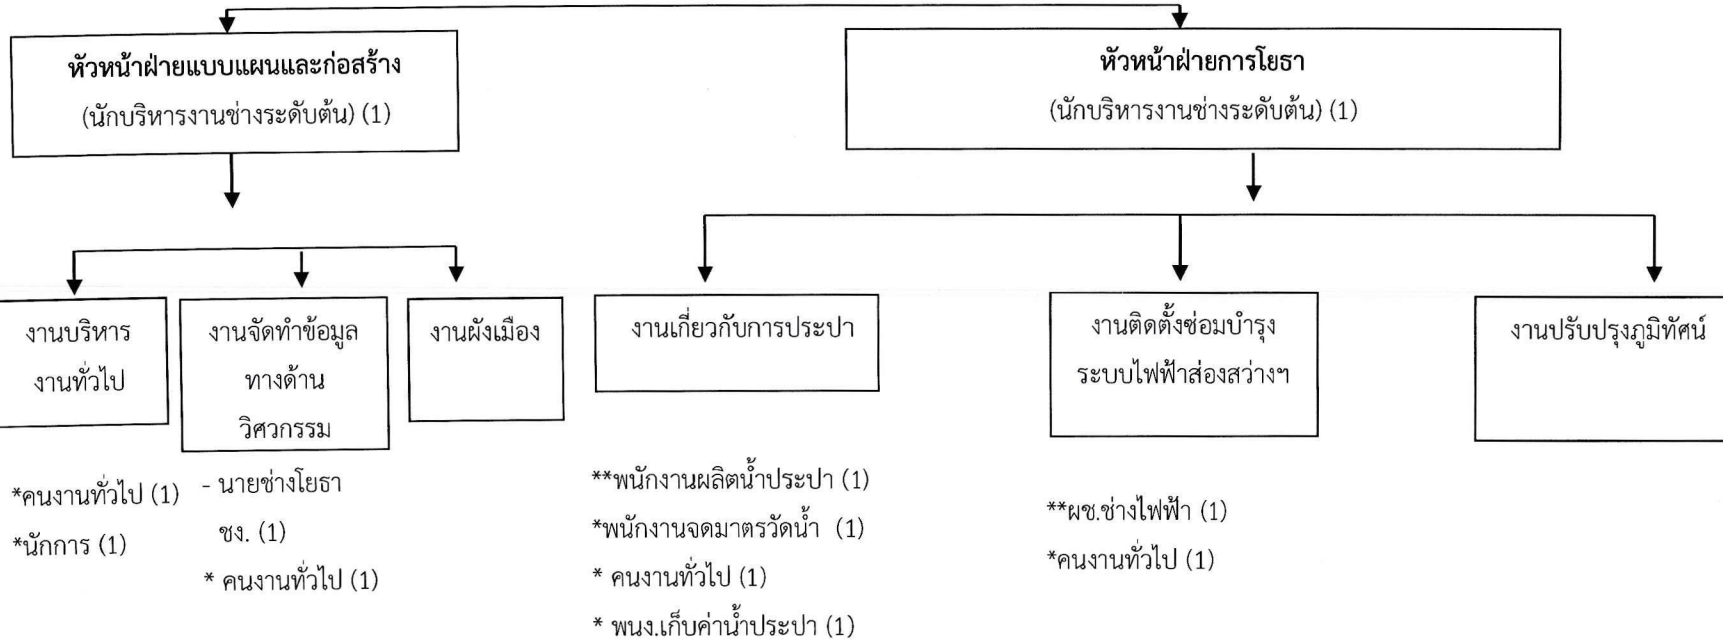 หัวหน้าฝ่ายแบบแผนและก่อสร้าง
(นักบริหารงานช่างระดับต้น) (1)
หัวหน้าฝ่ายการโยธา
(นักบริหารงานช่างระดับต้น) (1)
งานบริหาร
งานทั่วไป
*คนงานทั่วไป (1)
*นักการ (1)
งานจัดทำข้อมูล
ทางด้าน
วิศวกรรม
- นายช่างโยธา
ชง. (1)
* คนงานทั่วไป (1)
งานผังเมือง
งานเกี่ยวกับการประปา
**พนักงานผลิตน้ำประปา (1)
*พนักงานจดมาตรวัดน้ำ (1)
* คนงานทั่วไป (1)
* พนง.เก็บค่าน้ำประปา (1)
งานติดตั้งซ่อมบำรุง
ระบบไฟฟ้าส่องสว่างฯ
**ผช.ช่างไฟฟ้า (1)
*คนงานทั่วไป (1)
งานปรับปรุงภูมิทัศน์